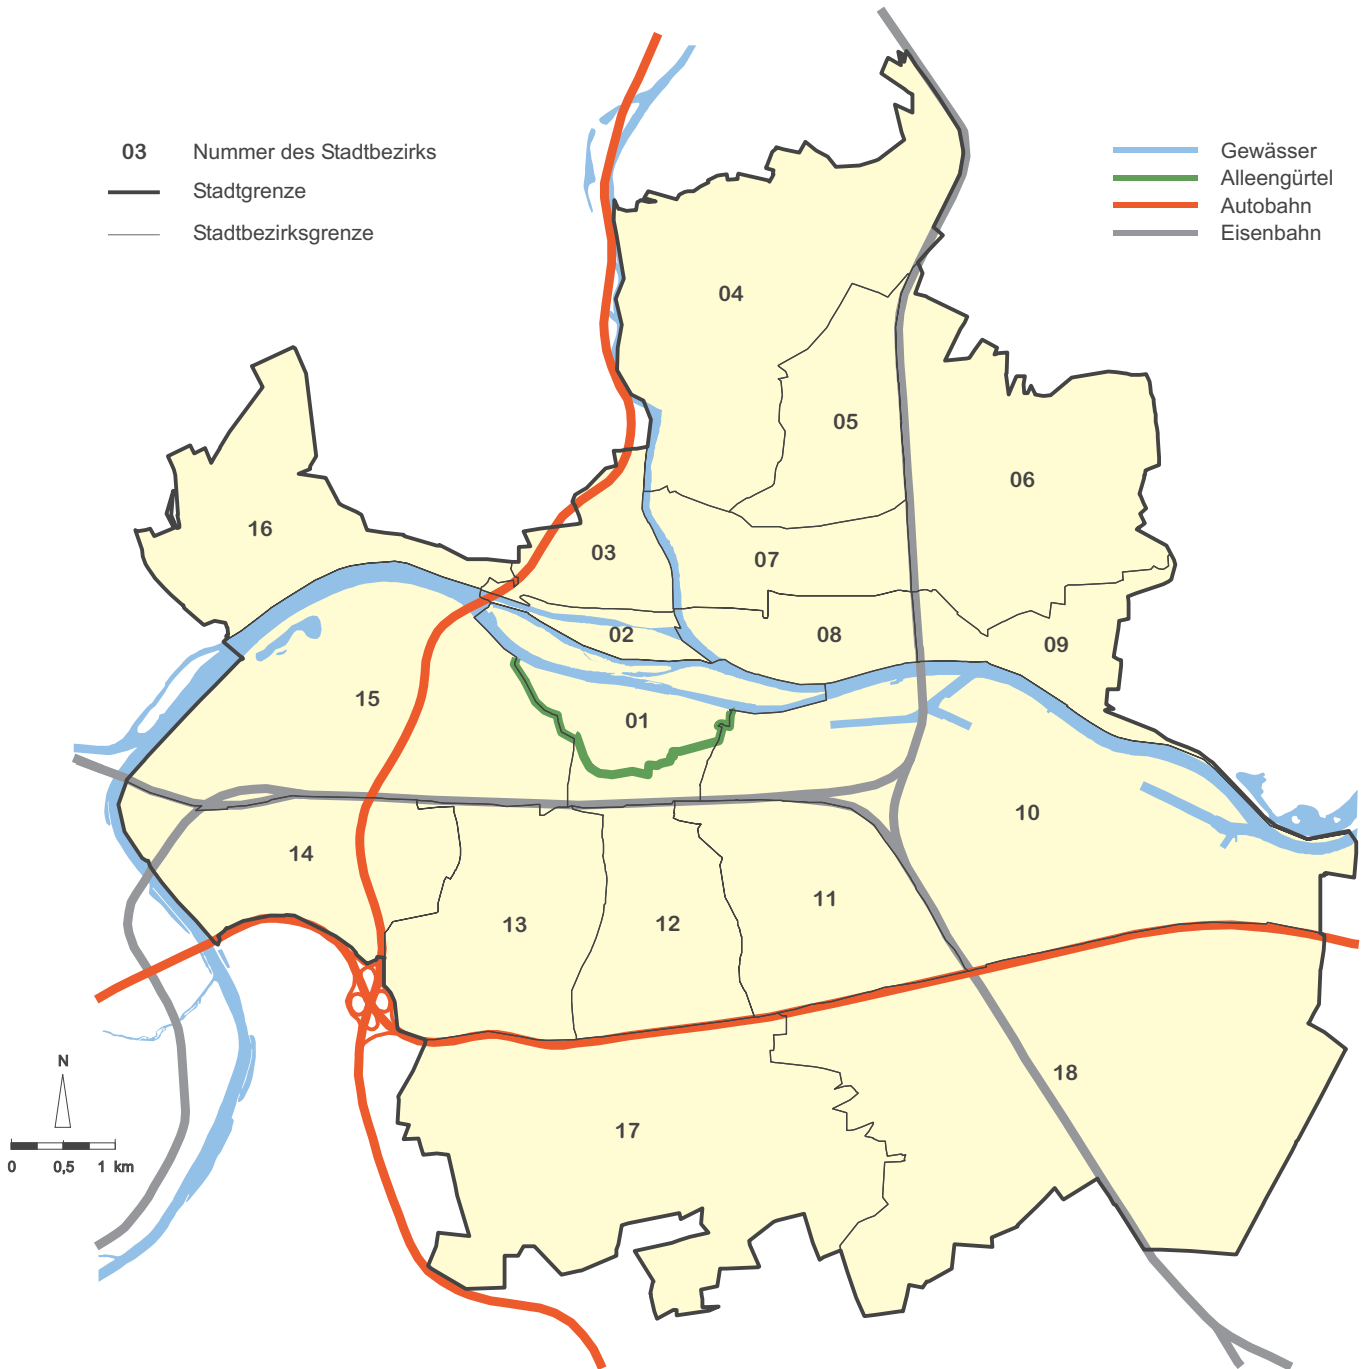 03 Nummer des Stadtbezirks
Stadtgrenze
Stadtbezirksgrenze
Gewässer
Alleengürtel
Autobahn
Eisenbahn
04
05
06
16
03
07
02
08
09
15
01
10
14
13
12
11
18
17
N
0 0,5 1 km